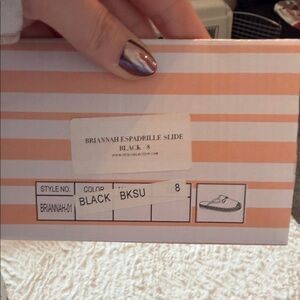 BRIANNAH ESPADRILLE SLIDE
BLACK - 8
STYLE NO. COLOR
BRIANNAH-01 BLACK BKSU 8